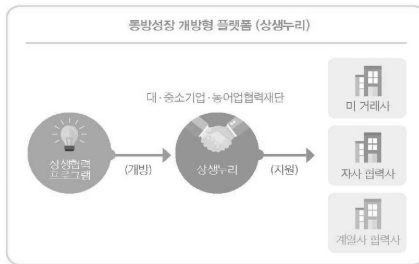 동방성장 개방형 플랫폼 (상생누리)
대·중소기업·농어업협력재단
상생협력
프로그램
(개방)
상생누리
(지원)
미 거래사
자사 협력사
계열사 협력사